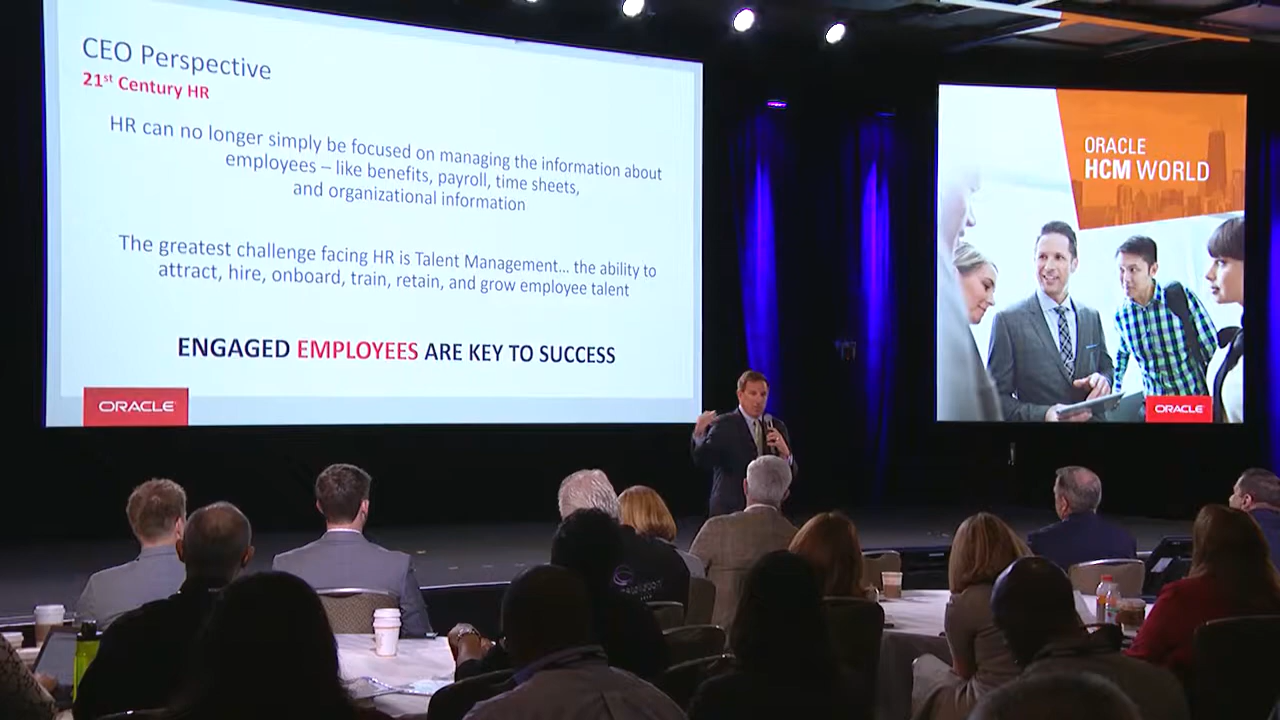 CEO Perspective
21st Century HR
HR can no longer simply be focused on managing the information about
employees – like benefits, payroll, time sheets,
and organizational information
The greatest challenge facing HR is Talent Management... the ability to
attract, hire, onboard, train, retain, and grow employee talent
ENGAGED EMPLOYEES ARE KEY TO SUCCESS
ORACLE
ORACLE
HCM WORLD
ORACLE